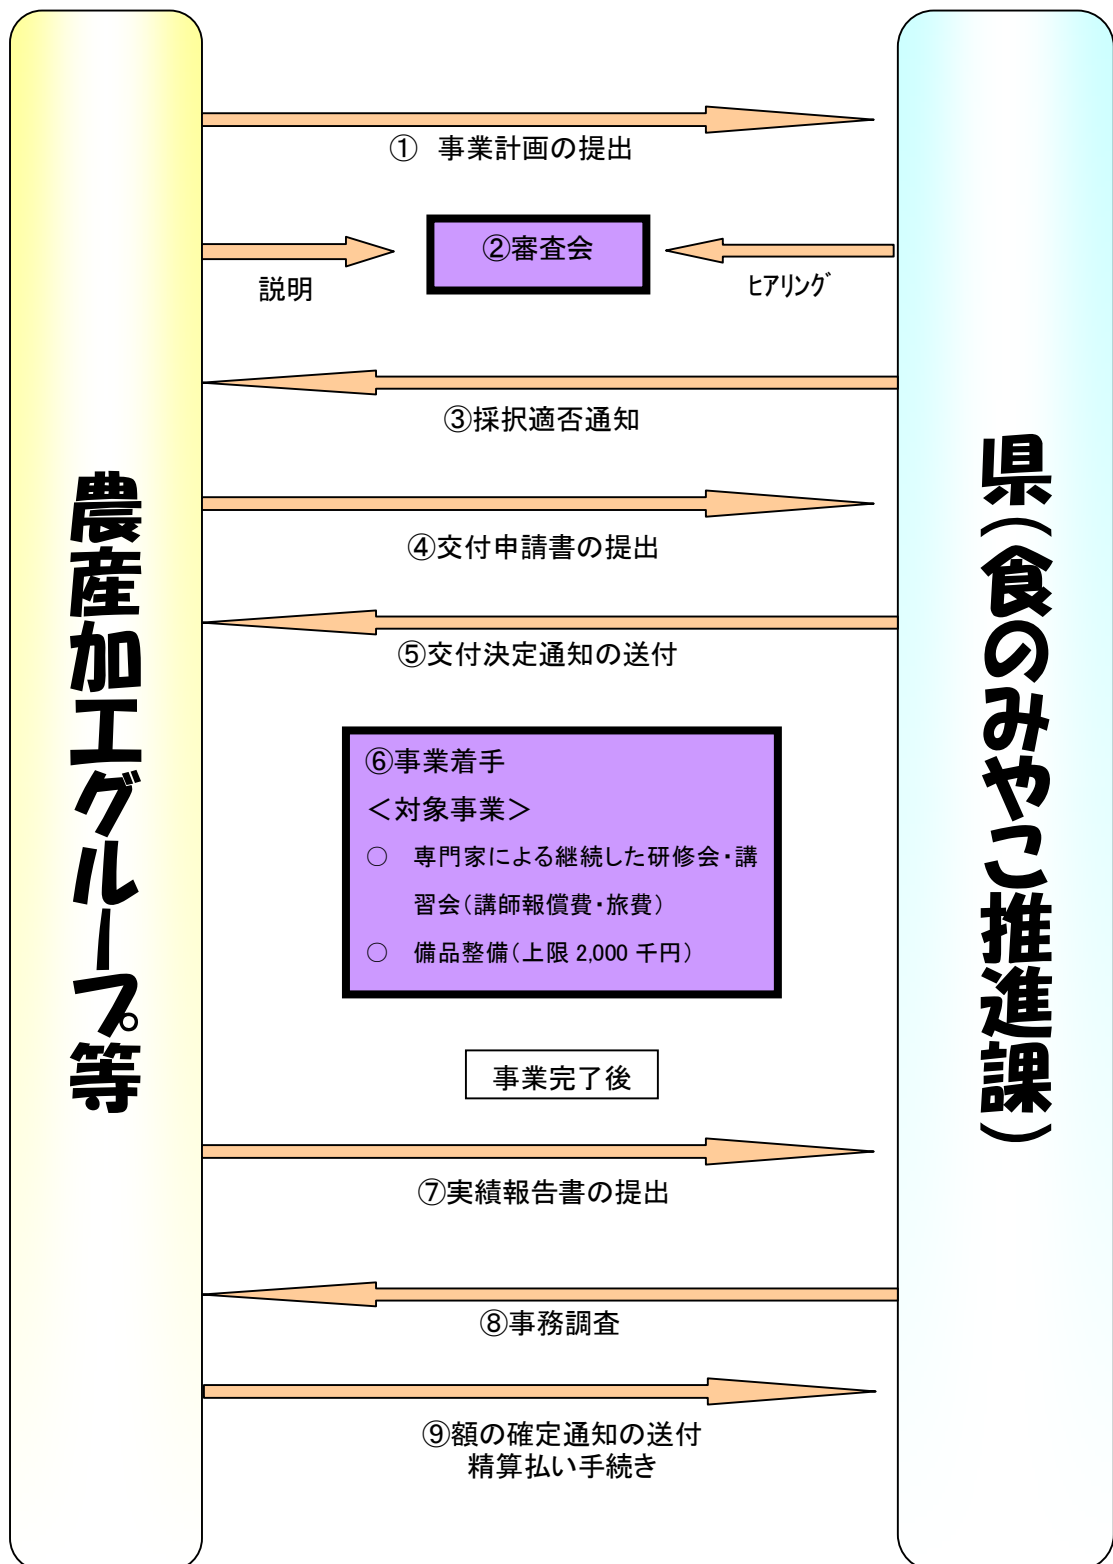 農産加工グループ等
県(食のみやこ推進課)
① 事業計画の提出
②審査会
説明
ﾋｱﾘﾝｸﾞ
③採択適否通知
④交付申請書の提出
⑤交付決定通知の送付
⑥事業着手
＜対象事業＞
○ 専門家による継続した研修会・講
習会(講師報償費・旅費)
○ 備品整備(上限 2,000 千円)
事業完了後
⑦実績報告書の提出
⑧事務調査
⑨額の確定通知の送付
精算払い手続き